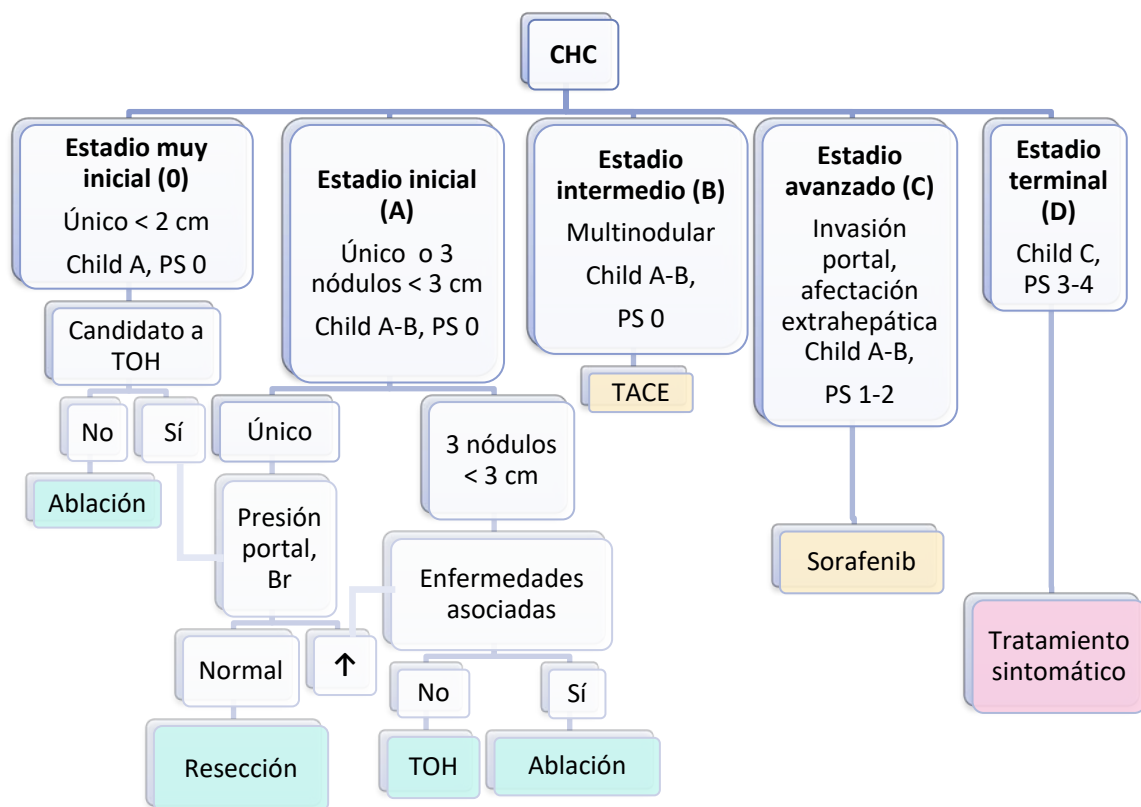 CHC
Estadio muy
inicial (0)
Único < 2 cm
Child A, PS 0
Estadio inicial
(A)
Único o 3
nódulos < 3 cm
Child A-B, PS 0
Estadio
intermedio (B)
Multinodular
Child A-B,
PS 0
Estadio
avanzado (C)
Invasión
portal,
afectación
extrahepática
Child A-B,
PS 1-2
Estadio
terminal
(D)
Child C,
PS 3-4
Candidato a
TOH
No
Sí
Ablación
Único
3 nódulos
< 3 cm
TACE
Presión
portal,
Br
Enfermedades
asociadas
Sorafenib
Normal
↑
No
Sí
Tratamiento
sintomático
Resección
TOH
Ablación